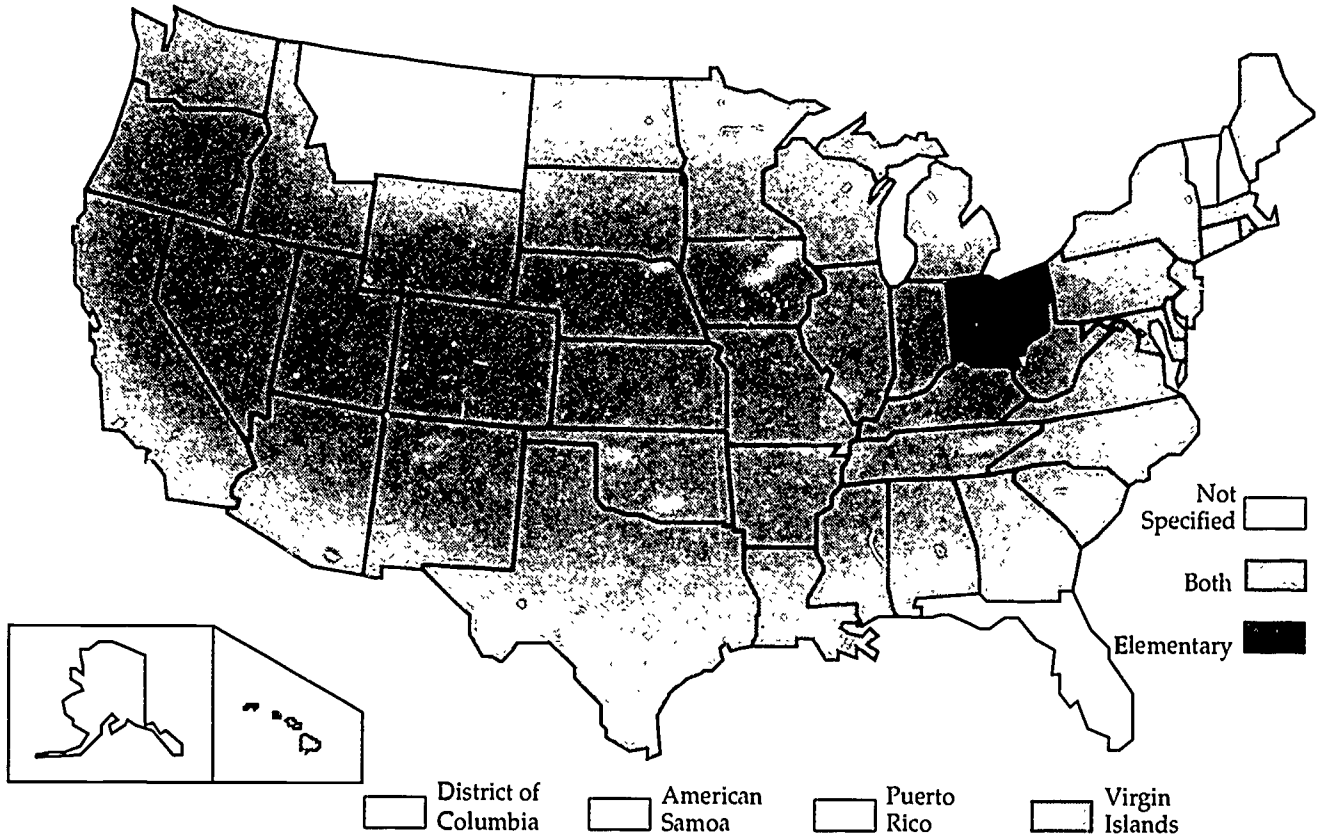 Not
Specified
Both
Elementary
District of
Columbia
American
Samoa
Puerto
Rico
Virgin
Islands